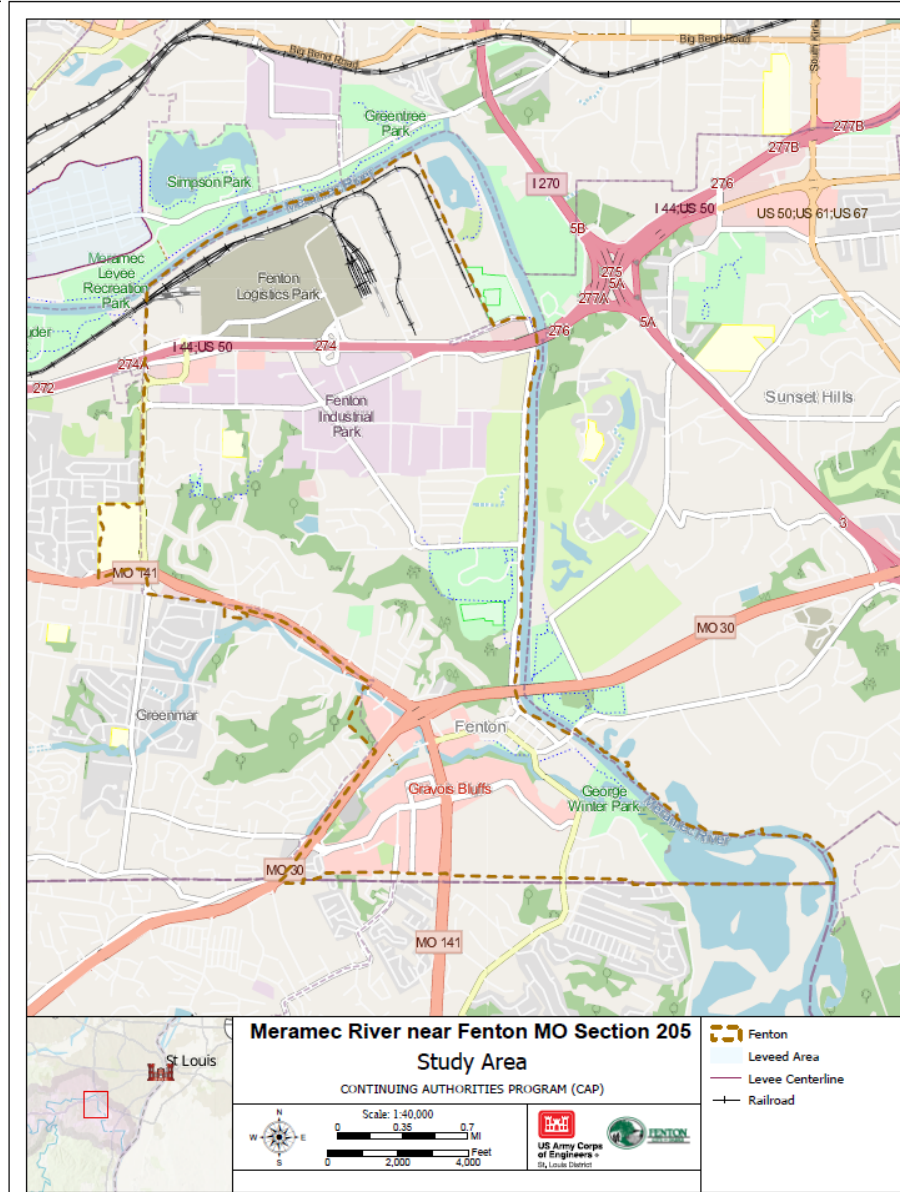 Big Bend Road
Big Bend Road
South Kirk
Greentree
Park
277B
277B
Simpson Park
I 270
276
I 44;US 50
US 50;US 61;US 67
5B
Meramec
Levee
Recreation
Park
Fenton
Logistics Park
275
5A
277A
5A
276
I 44;US 50
274
274A
272
Fenton
Industrial
Park
Sunset Hills
3
MO 141
MO 30
Greenmar
Fenton
Gravois Bluffs
George
Winter Park
Meramec River
MO 30
MO 141
St Louis
Meramec River near Fenton MO Section 205
Study Area
CONTINUING AUTHORITIES PROGRAM (CAP)
N
W
E
S
Scale: 1:40,000
0 0.35 0.7
MI
Feet
0 2,000 4,000
US Army Corps
of Engineers
St. Louis District
FENTON
Fenton
Leveed Area
Levee Centerline
Railroad